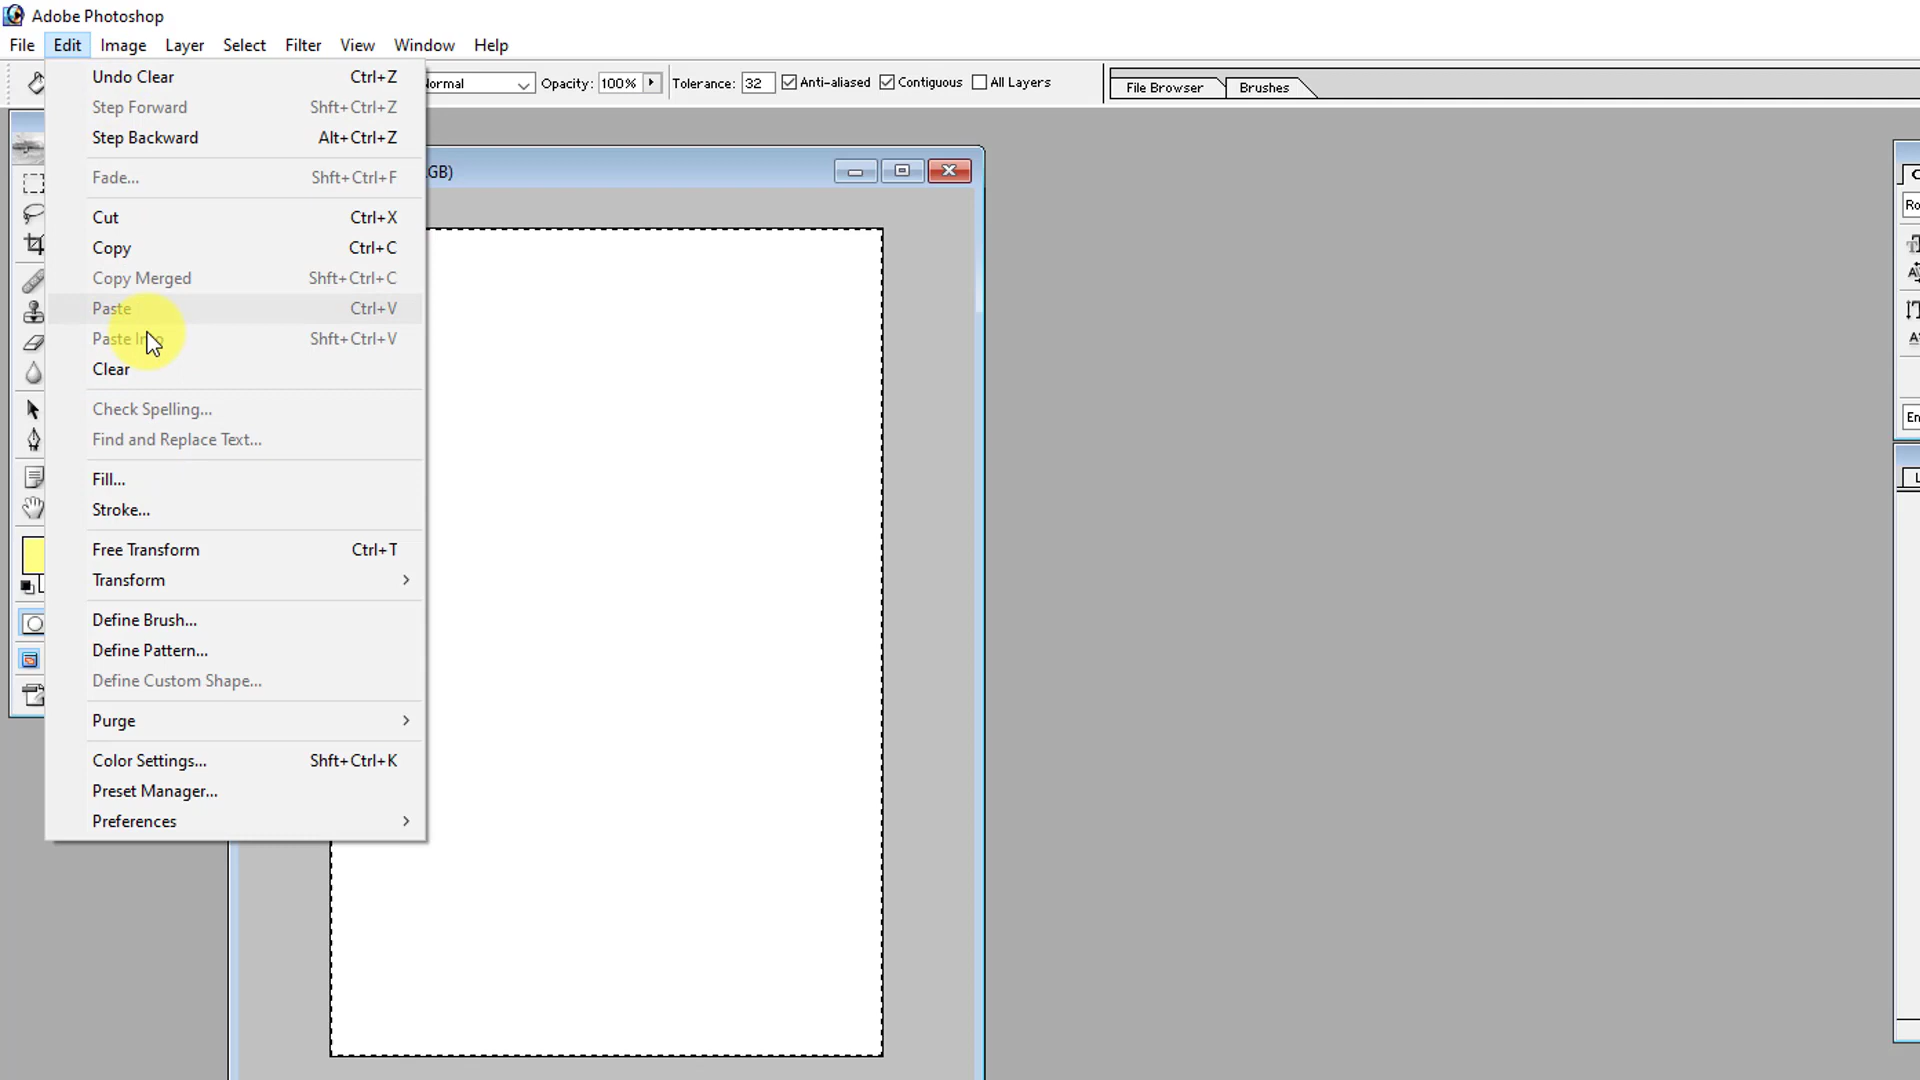 Adobe Photoshop
File Edit Image Layer Select Filter View Window Help
Normal Opacity: 100% Tolerance: 32 Anti-aliased Contiguous All Layers File Browser Brushes
Undo Clear Ctrl+Z
Step Forward Shft+Ctrl+Z
Step Backward Alt+Ctrl+Z
Fade... Shft+Ctrl+F
Cut Ctrl+X
Copy Ctrl+C
Copy Merged Shft+Ctrl+C
Paste Ctrl+V
Paste Into Shft+Ctrl+V
Clear
Check Spelling...
Find and Replace Text...
Fill...
Stroke...
Free Transform Ctrl+T
Transform
Define Brush...
Define Pattern...
Define Custom Shape...
Purge
Color Settings... Shft+Ctrl+K
Preset Manager...
Preferences